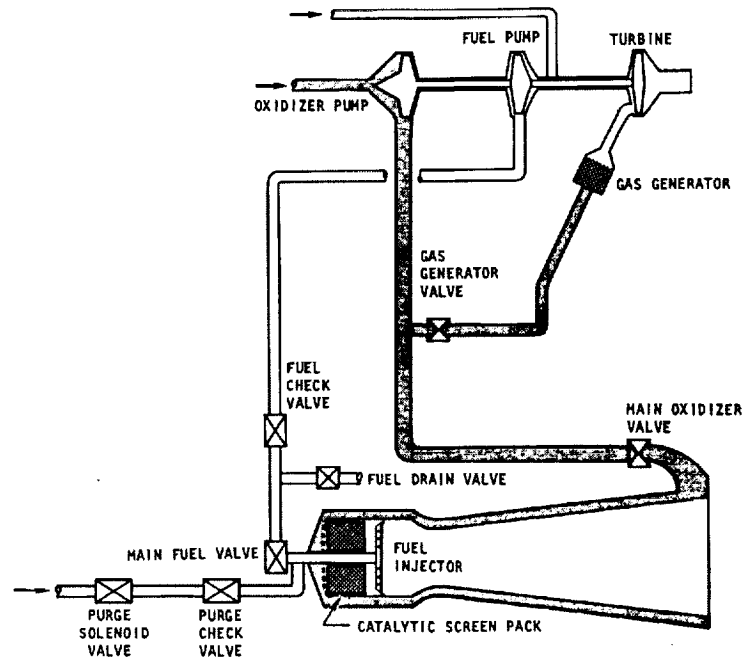 FUEL PUMP
TURBINE
OXIDIZER PUMP
GAS GENERATOR
GAS
GENERATOR
VALVE
FUEL
CHECK
VALVE
MAIN OXIDIZER
VALVE
FUEL DRAIN VALVE
MAIN FUEL VALVE
FUEL
INJECTOR
PURGE
SOLENOID
VALVE
PURGE
CHECK
VALVE
CATALYTIC SCREEN PACK